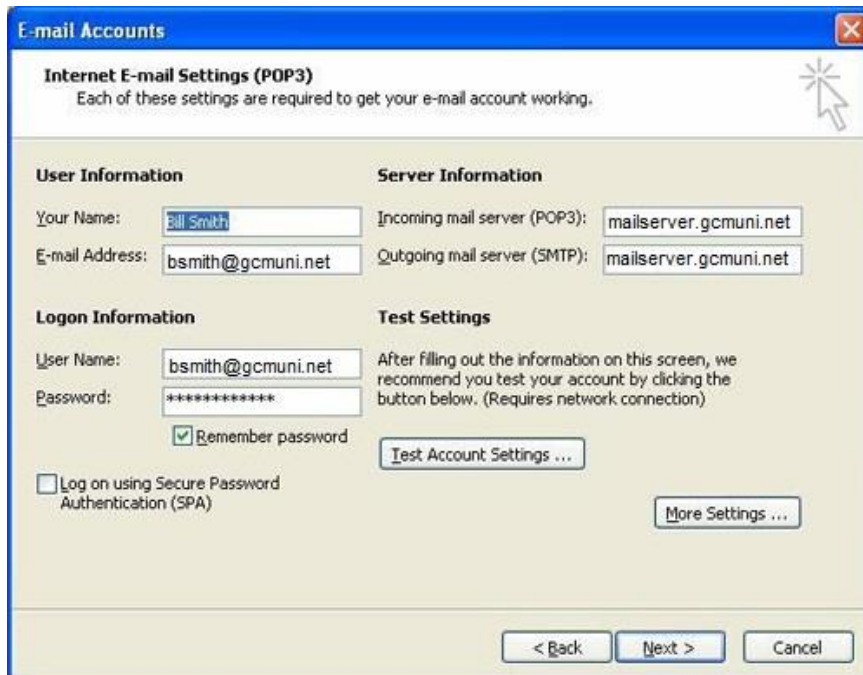 E-mail Accounts
Internet E-mail Settings (POP3)
Each of these settings are required to get your e-mail account working.
User Information
Your Name: Bill Smith
E-mail Address: bsmith@gcmuni.net
Logon Information
User Name: bsmith@gcmuni.net
Password: ************
Remember password
Log on using Secure Password
Authentication (SPA)
Server Information
Incoming mail server (POP3): mailserver.gcmuni.net
Outgoing mail server (SMTP): mailserver.gcmuni.net
Test Settings
After filling out the information on this screen, we
recommend you test your account by clicking the
button below. (Requires network connection)
Test Account Settings ...
More Settings ...
< Back
Next >
Cancel